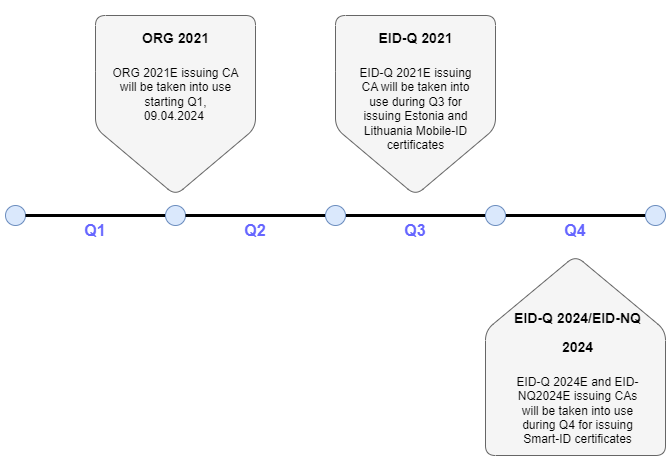 ORG 2021
ORG 2021E issuing CA
will be taken into use
starting Q1,
09.04.2024
EID-Q 2021
EID-Q 2021E issuing
CA will be taken into
use during Q3 for
issuing Estonia and
Lithuania Mobile-ID
certificates
Q1
Q2
Q3
Q4
EID-Q 2024/EID-NQ
2024
EID-Q 2024E and EID-
NQ2024E issuing CAs
will be taken into use
during Q4 for issuing
Smart-ID certificates